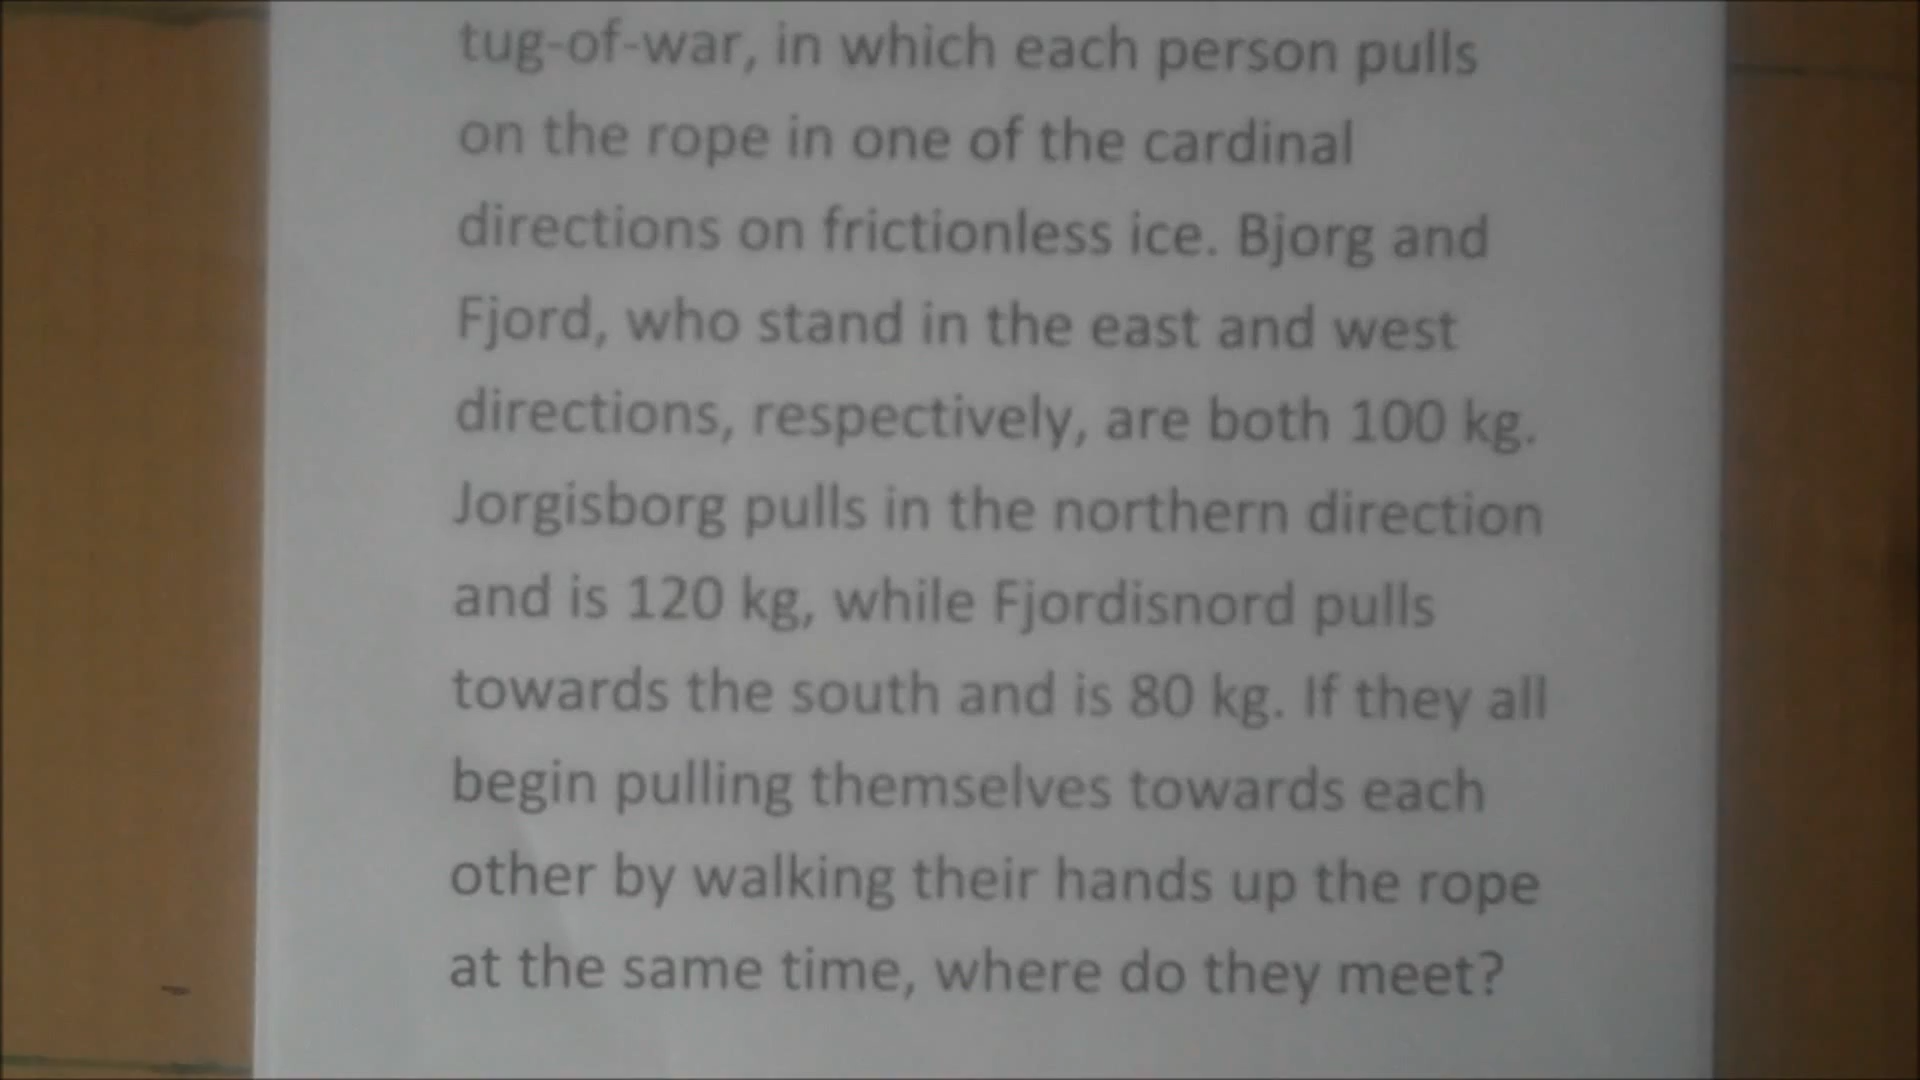 tug-of-war, in which each person pulls
on the rope in one of the cardinal
directions on frictionless ice. Bjorg and
Fjord, who stand in the east and west
directions, respectively, are both 100 kg.
Jorgisborg pulls in the northern direction
and is 120 kg, while Fjordisnord pulls
towards the south and is 80 kg. If they all
begin pulling themselves towards each
other by walking their hands up the rope
at the same time, where do they meet?